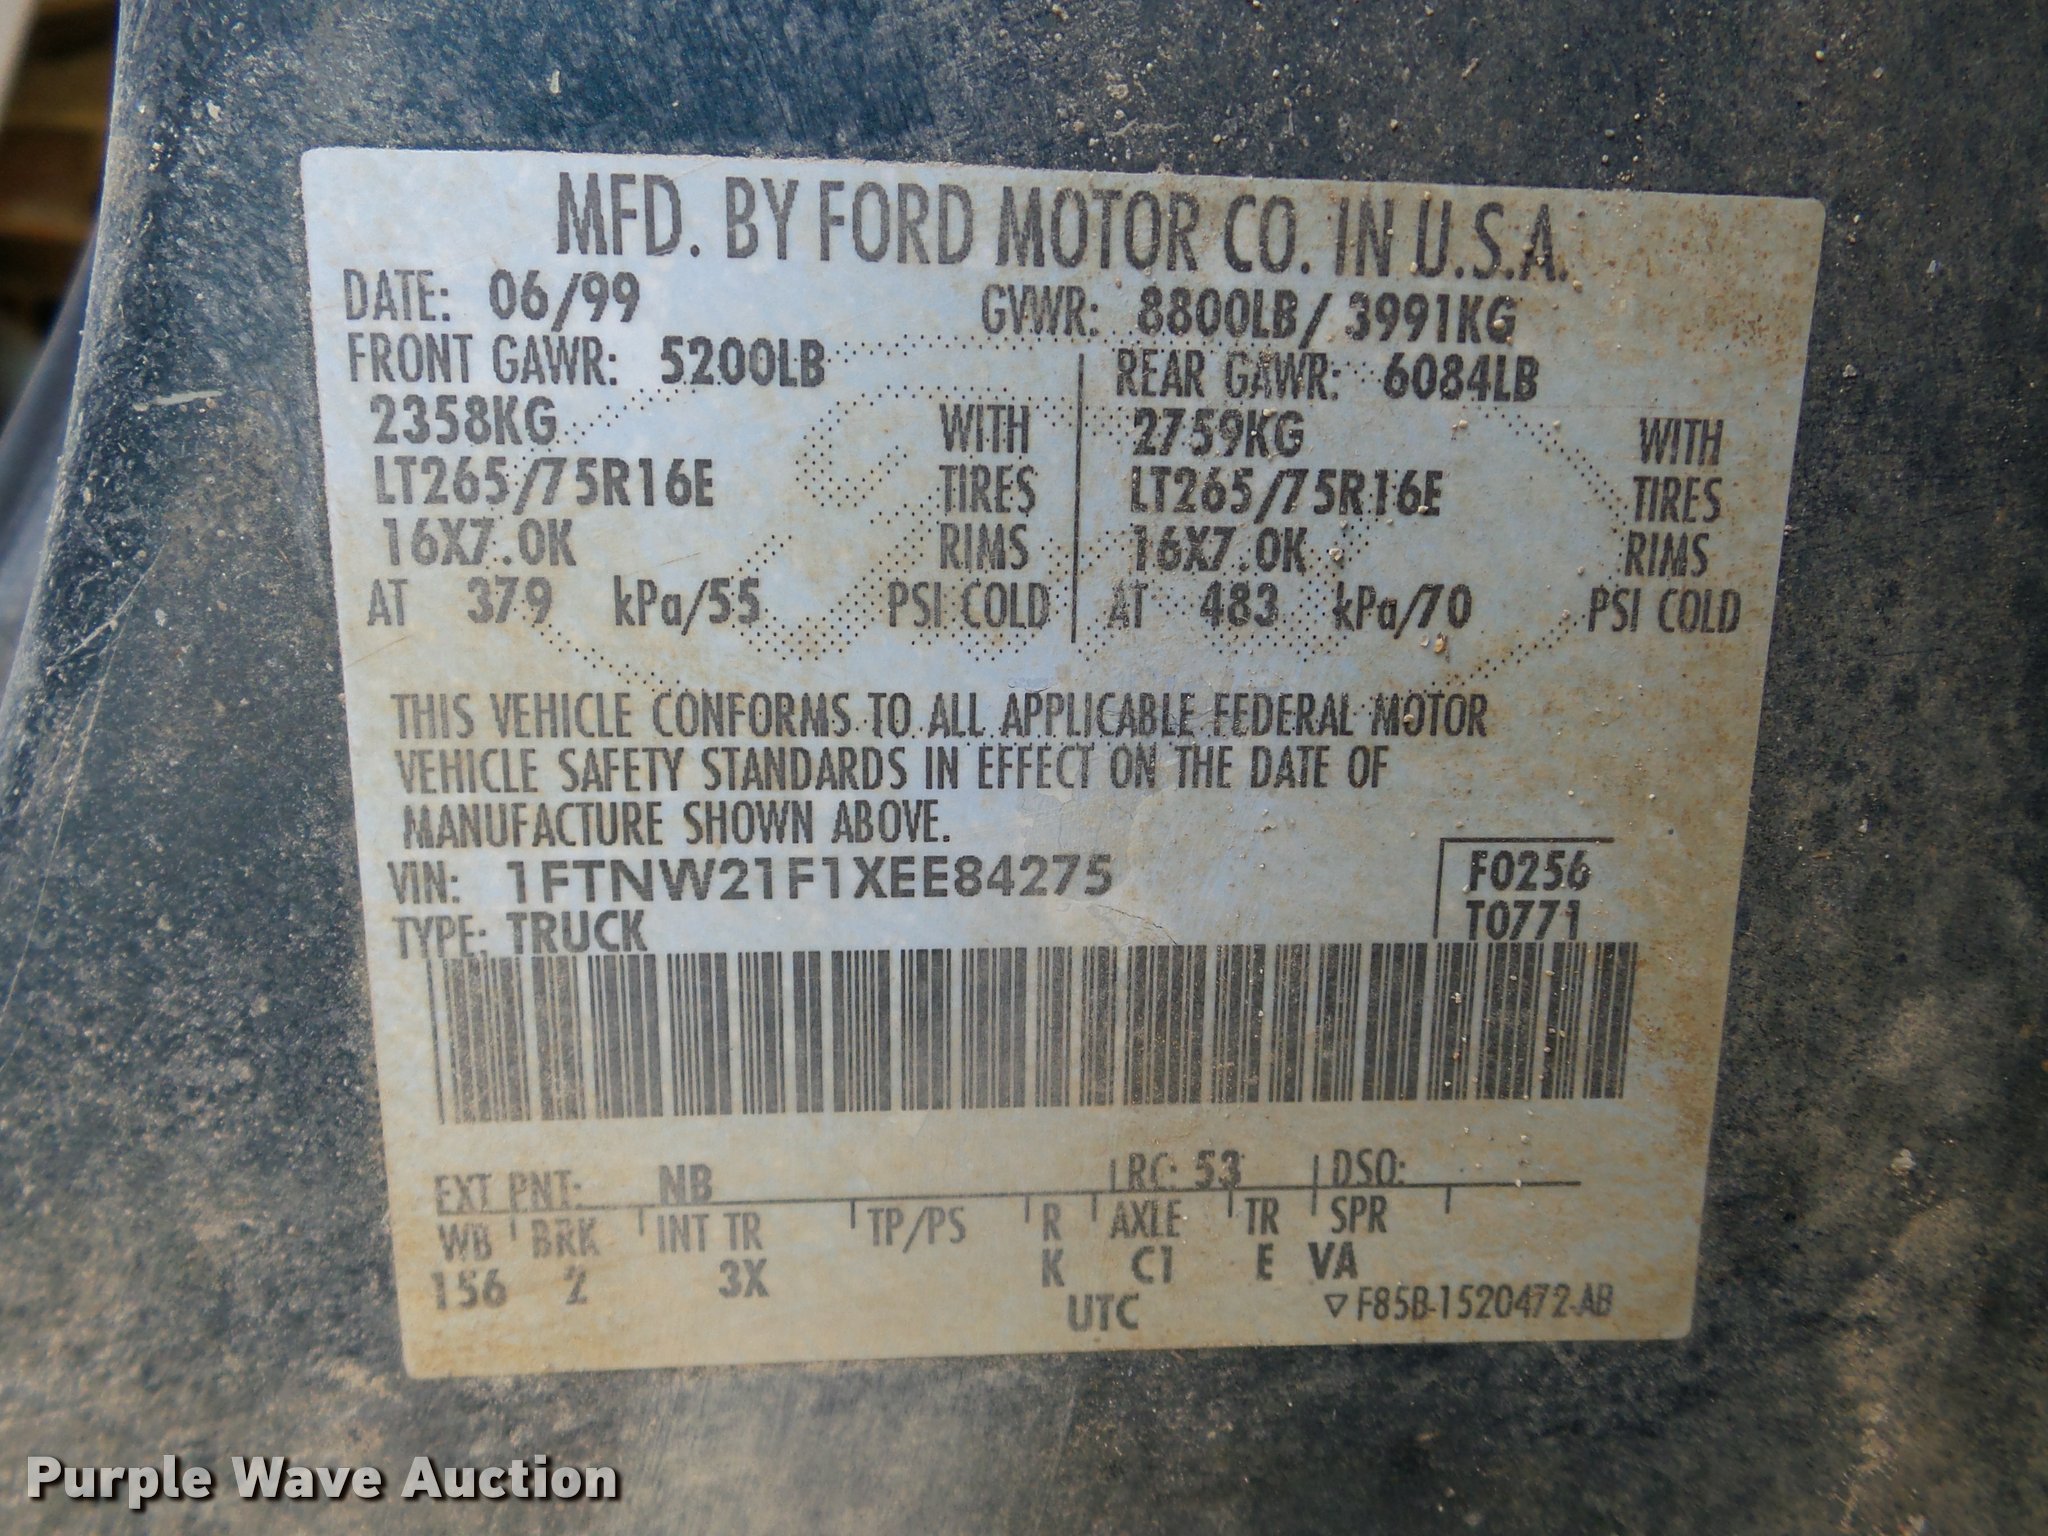 MFD. BY FORD MOTOR CO. IN U.S.A.
DATE: 06/99 GVWR: 8800LB/ 3991KG
FRONT GAWR: 5200LB REAR GAWR: 6084LB
2358KG WITH 2759KG WITH
LT265/75R16E TIRES LT265/75R16E TIRES
16X7.0K RIMS 16X7.0K RIMS
AT 379 kPa/55 PSI COLD AT 483 kPa/70 PSI COLD
THIS VEHICLE CONFORMS TO ALL APPLICABLE FEDERAL MOTOR
VEHICLE SAFETY STANDARDS IN EFFECT ON THE DATE OF
MANUFACTURE SHOWN ABOVE.
VIN: 1FTNW21F1XEE84275 F0256
TYPE: TRUCK T0771
EXT PNT: NB RC: 53 DSO:
WB BRK INT TR TP/PS R AXLE TR SPR
156 2 3X K C1 E VA
UTC ▽ F85B-1520472-AB
Purple Wave Auction